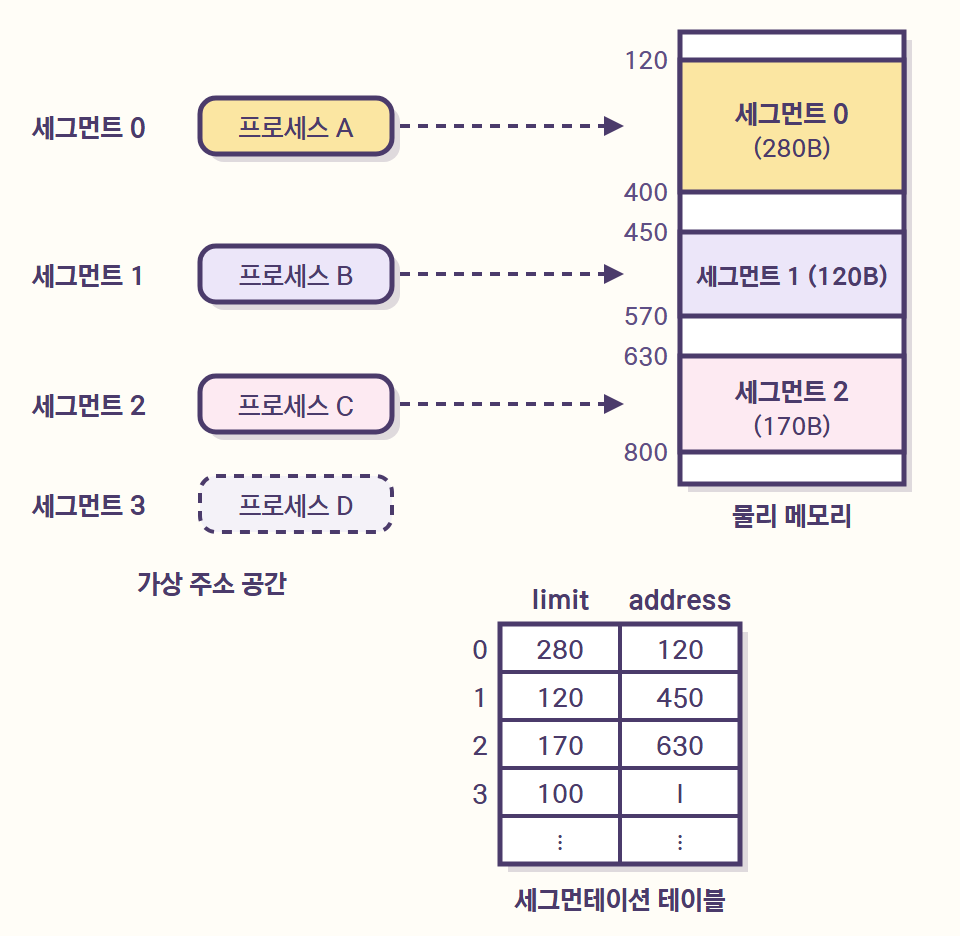 세그먼트 0
프로세스 A
세그먼트 1
프로세스 B
세그먼트 2
프로세스 C
세그먼트 3
프로세스 D
가상 주소 공간
120
세그먼트 0
(280B)
400
450
세그먼트 1 (120B)
570
630
세그먼트 2
(170B)
800
물리 메모리
limit address
0 280 120
1 120 450
2 170 630
3 100 I
⋮ ⋮
세그먼테이션 테이블